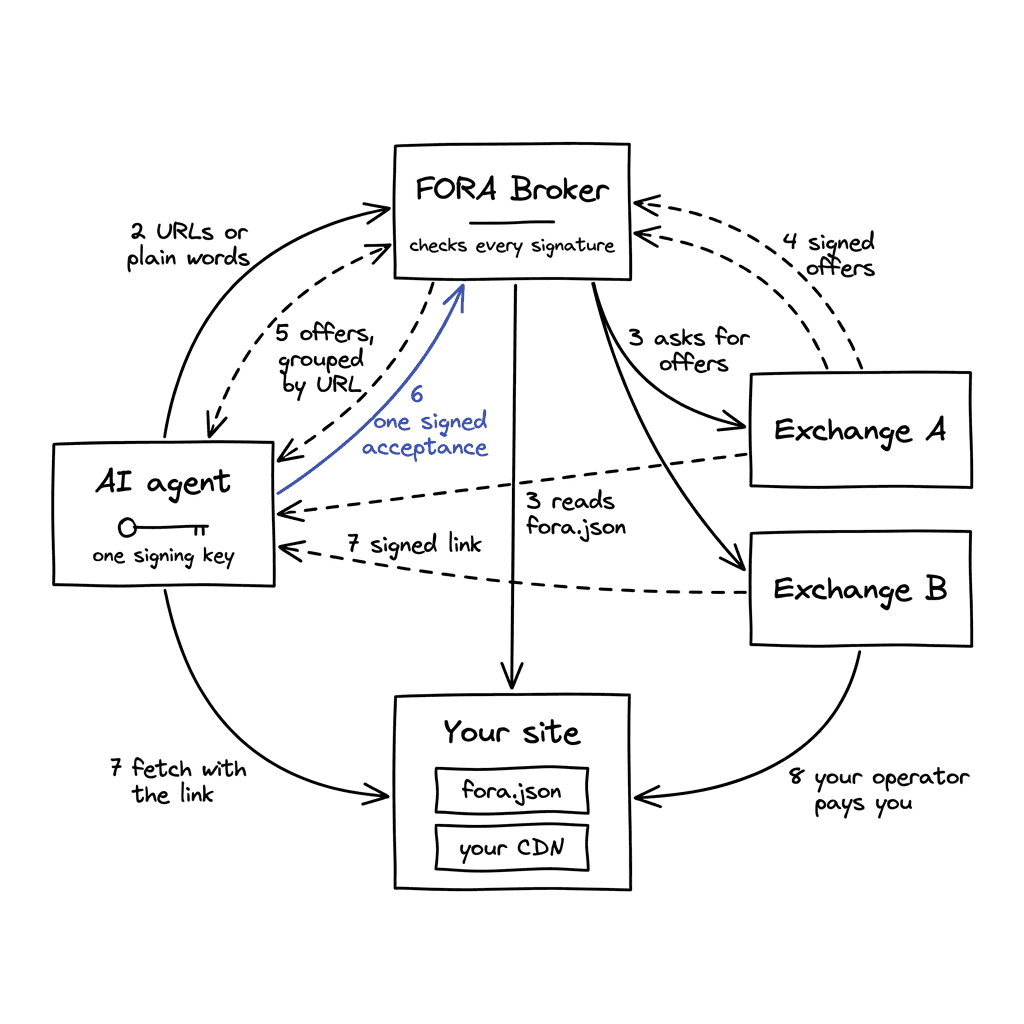 FORA Broker
checks every signature
2 URLs or
plain words
4 signed
offers
5 offers,
grouped
by URL
3 asks for
offers
6
one signed
acceptance
Exchange A
AI agent
one signing key
3 reads
fora.json
7 signed link
Exchange B
Your site
fora.json
your CDN
7 fetch with
the link
8 your operator
pays you